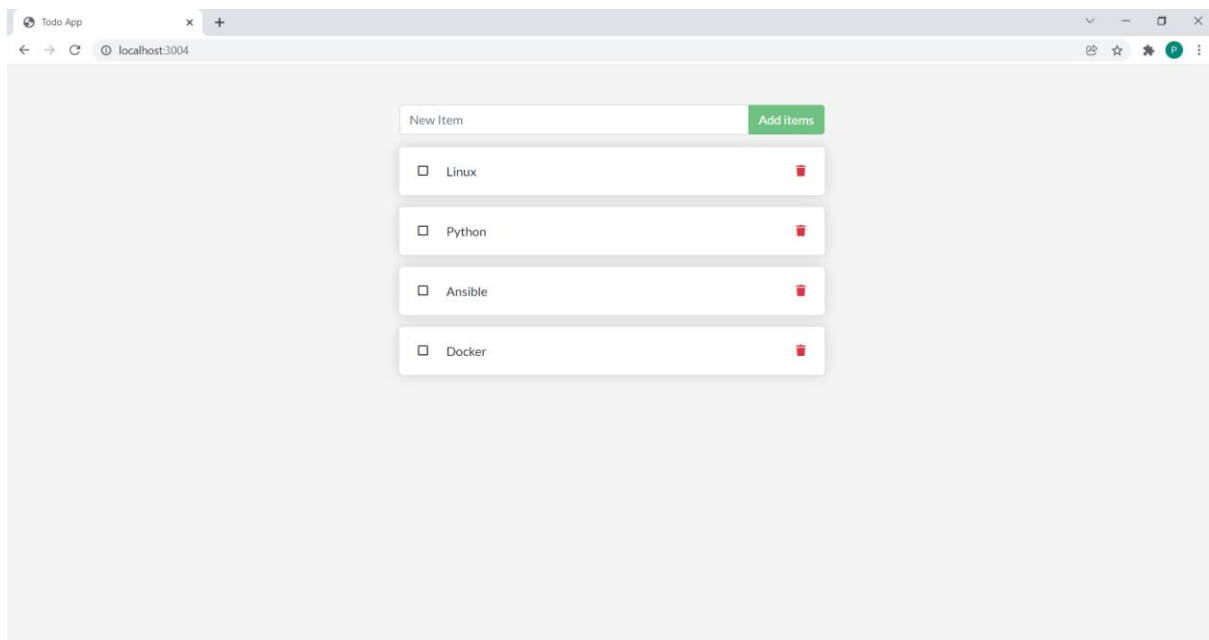 Todo App
localhost:3004
P
New Item Add items
Linux
Python
Ansible
Docker